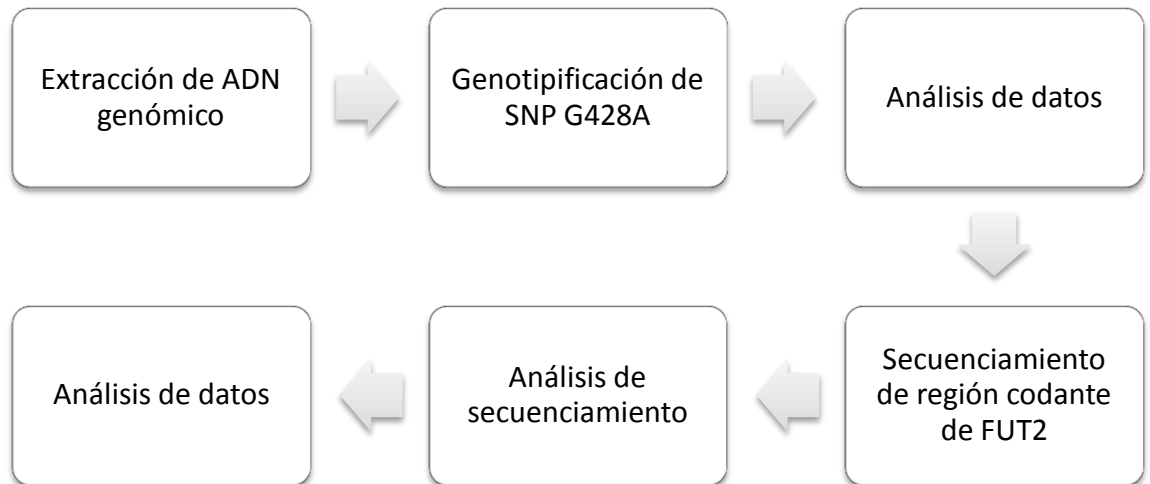 Extracción de ADN
genómico
Genotipificación de
SNP G428A
Análisis de datos
Secuenciamiento
de región codante
de FUT2
Análisis de
secuenciamiento
Análisis de datos